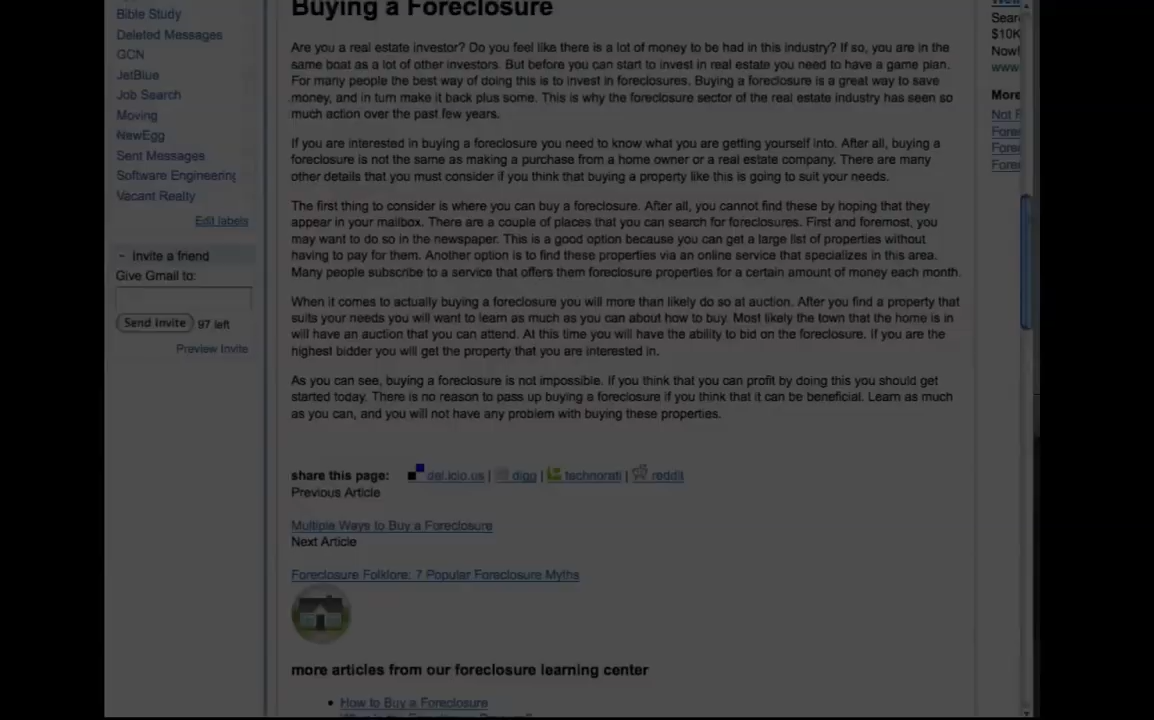 Bible Study
Deleted Messages
GCN
JetBlue
Job Search
Moving
NewEgg
Sent Messages
Software Engineering
Vacant Realty
Edit labels
- Invite a friend
Give Gmail to:
Send Invite 97 left
Preview Invite
Buying a Foreclosure
Are you a real estate investor? Do you feel like there is a lot of money to be had in this industry? If so, you are in the
same boat as a lot of other investors. But before you can start to invest in real estate you need to have a game plan.
For many people the best way of doing this is to invest in foreclosures. Buying a foreclosure is a great way to save
money, and in turn make it back plus some. This is why the foreclosure sector of the real estate industry has seen so
much action over the past few years.
If you are interested in buying a foreclosure you need to know what you are getting yourself into. After all, buying a
foreclosure is not the same as making a purchase from a home owner or a real estate company. There are many
other details that you must consider if you think that buying a property like this is going to suit your needs.
The first thing to consider is where you can buy a foreclosure. After all, you cannot find these by hoping that they
appear in your mailbox. There are a couple of places that you can search for foreclosures. First and foremost, you
may want to do so in the newspaper. This is a good option because you can get a large list of properties without
having to pay for them. Another option is to find these properties via an online service that specializes in this area.
Many people subscribe to a service that offers them foreclosure properties for a certain amount of money each month.
When it comes to actually buying a foreclosure you will more than likely do so at auction. After you find a property that
suits your needs you will want to learn as much as you can about how to buy. Most likely the town that the home is in
will have an auction that you can attend. At this time you will have the ability to bid on the foreclosure. If you are the
highest bidder you will get the property that you are interested in.
As you can see, buying a foreclosure is not impossible. If you think that you can profit by doing this you should get
started today. There is no reason to pass up buying a foreclosure if you think that it can be beneficial. Learn as much
as you can, and you will not have any problem with buying these properties.
share this page: del.icio.us | digg | technorati | reddit
Previous Article
Multiple Ways to Buy a Foreclosure
Next Article
Foreclosure Folklore: 7 Popular Foreclosure Myths
more articles from our foreclosure learning center
• How to Buy a Foreclosure
$10K
Now!
www
More
Not F